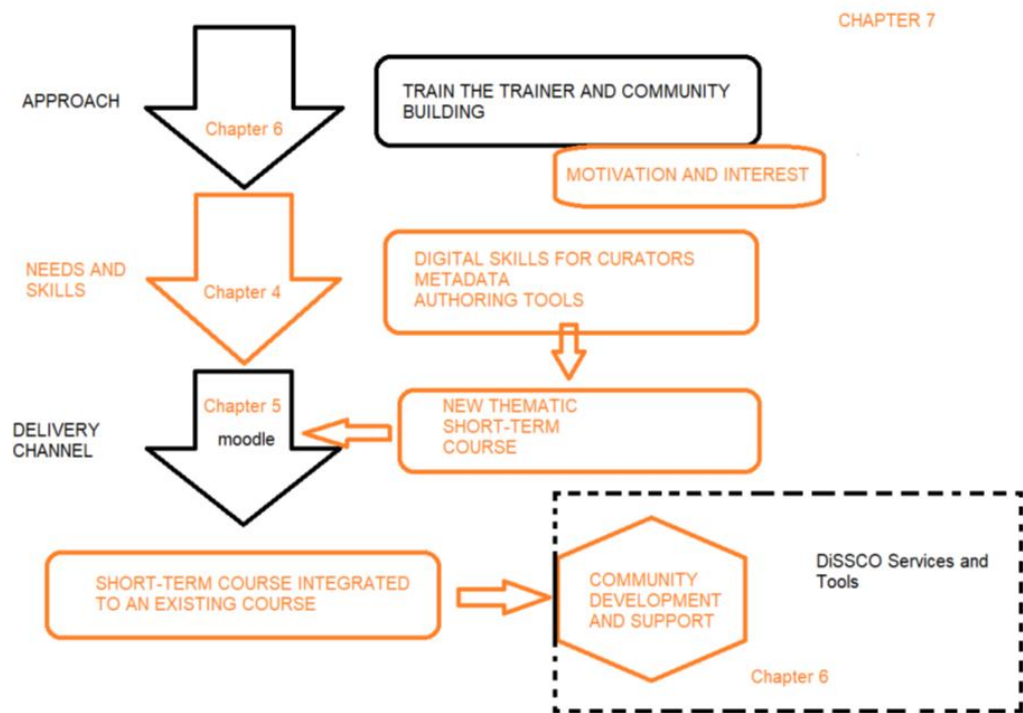 CHAPTER 7
APPROACH
Chapter 6
TRAIN THE TRAINER AND COMMUNITY
BUILDING
MOTIVATION AND INTEREST
NEEDS AND
SKILLS
Chapter 4
DIGITAL SKILLS FOR CURATORS
METADATA
AUTHORING TOOLS
DELIVERY
CHANNEL
Chapter 5
moodle
NEW THEMATIC
SHORT-TERM
COURSE
SHORT-TERM COURSE INTEGRATED
TO AN EXISTING COURSE
COMMUNITY
DEVELOPMENT
AND SUPPORT
DiSSCO Services and
Tools
Chapter 6